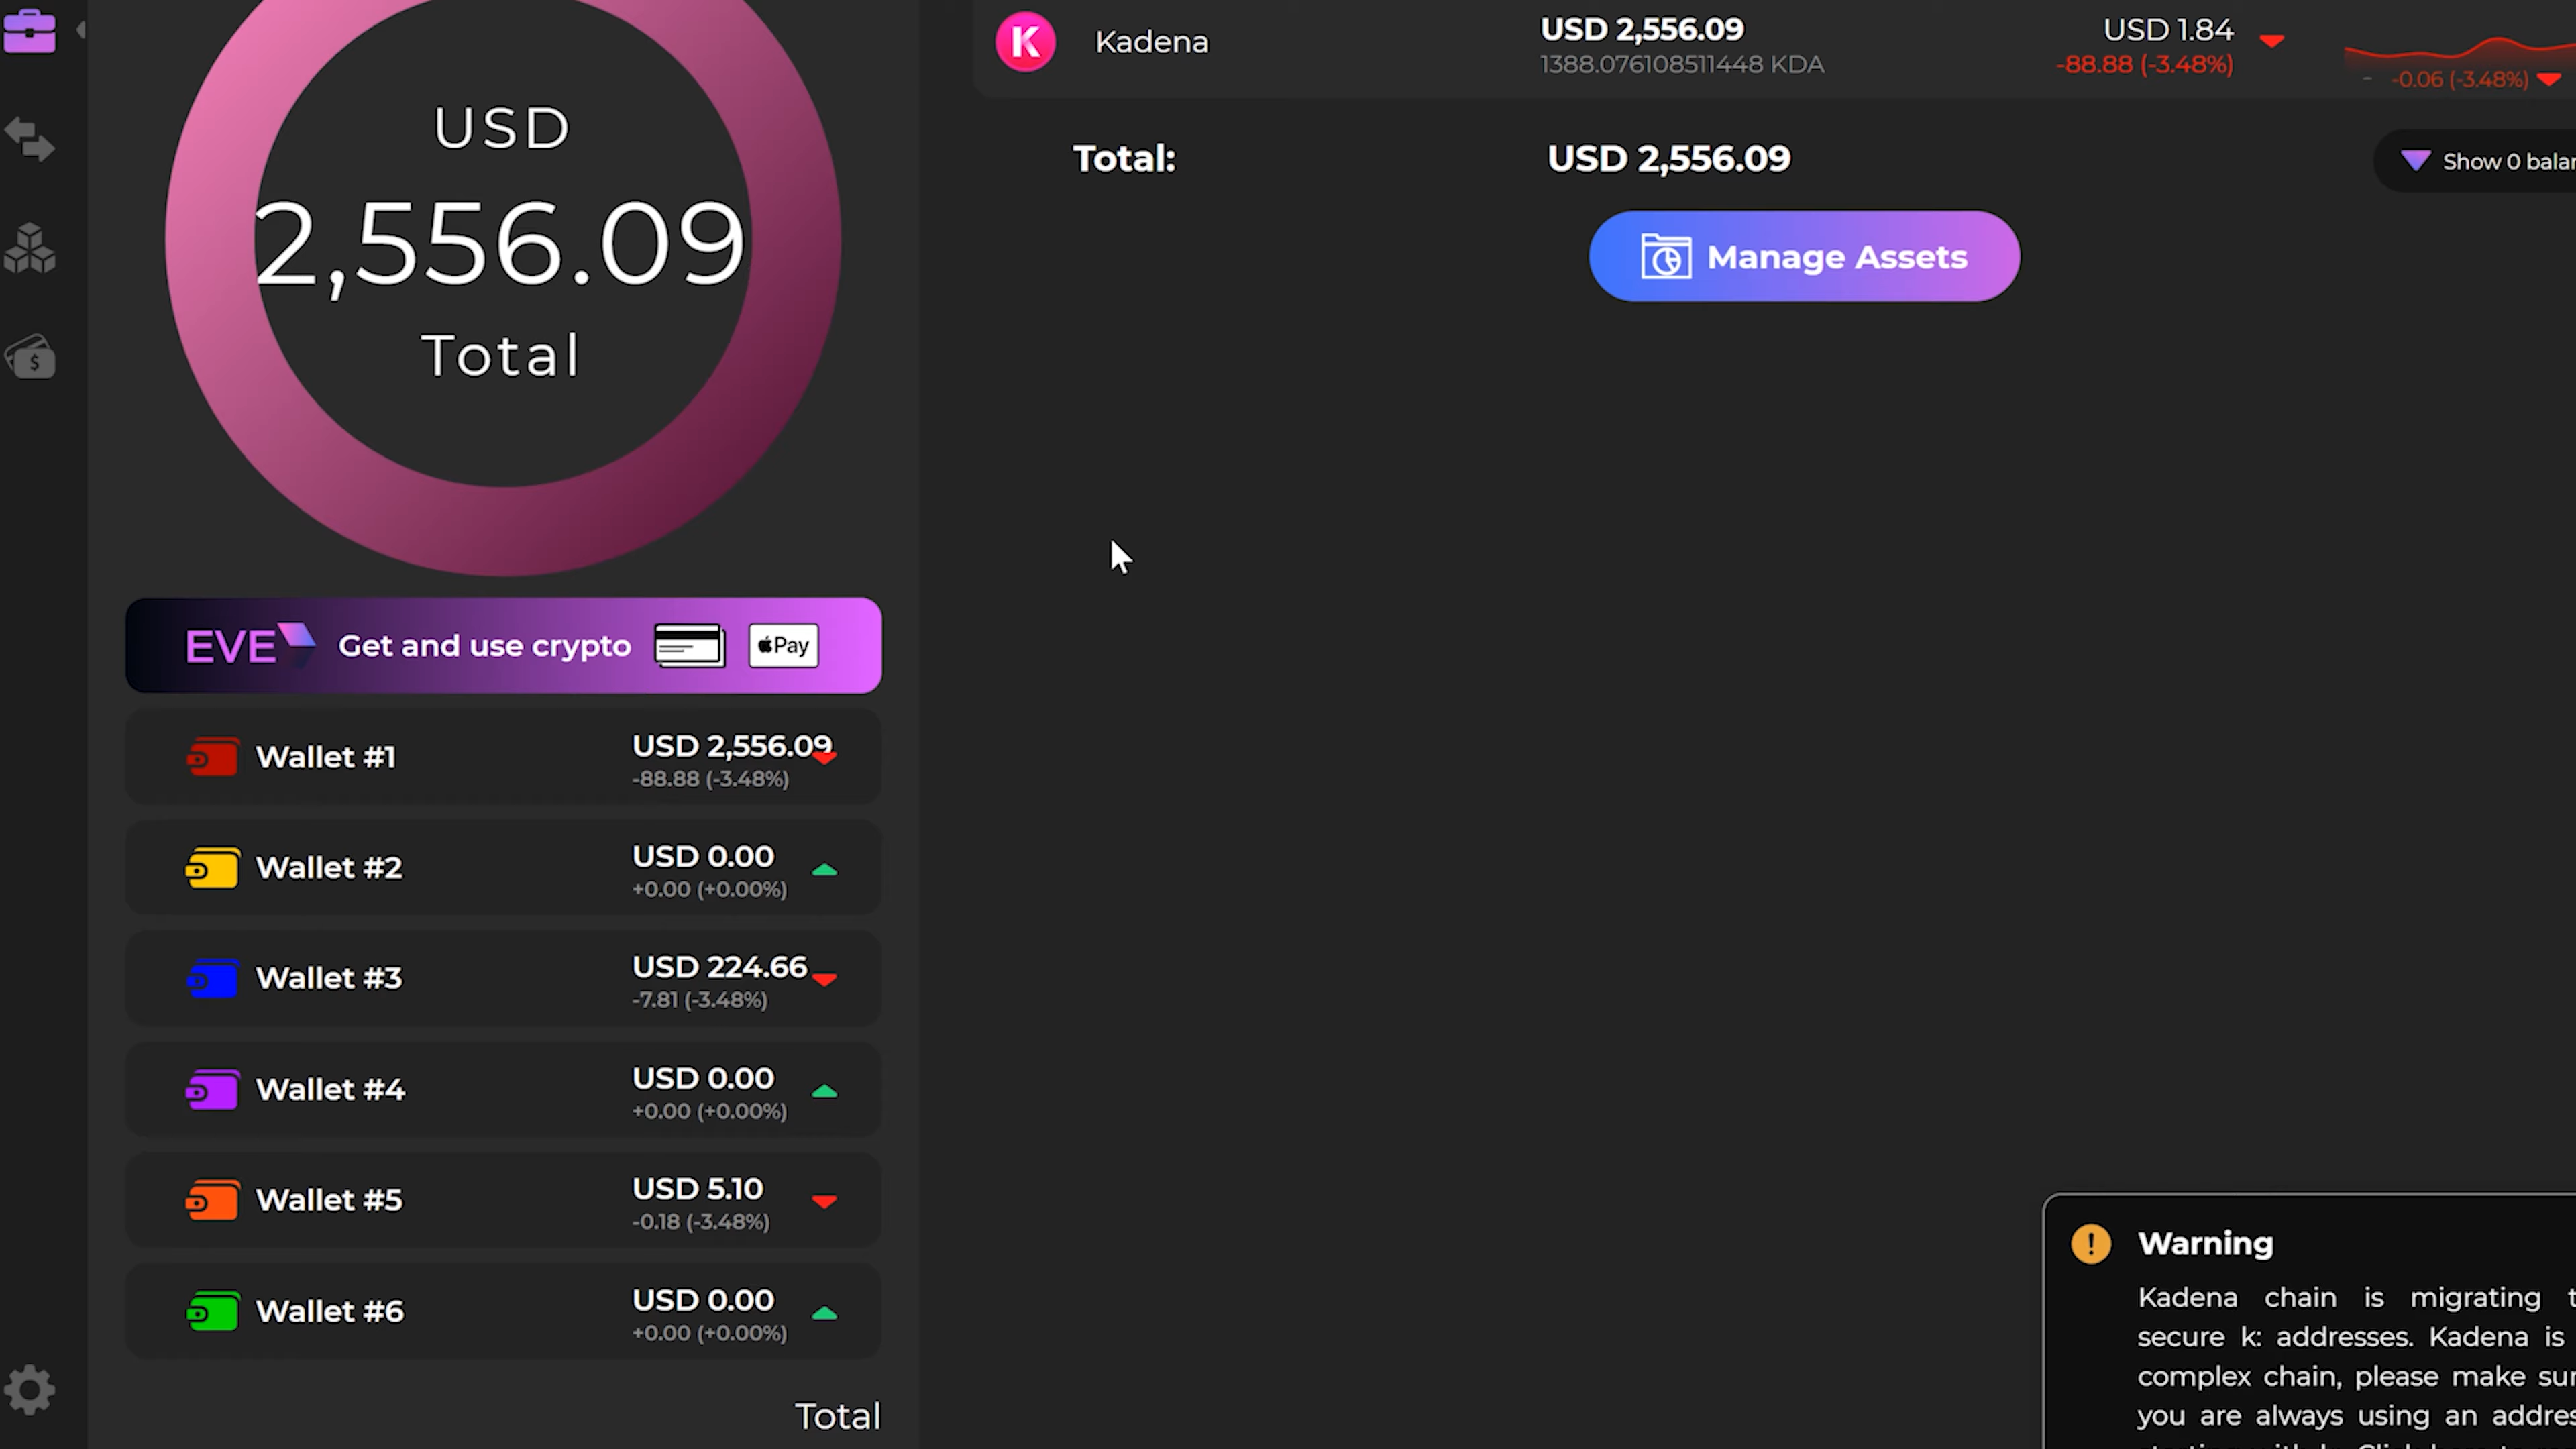 USD
2,556.09
Total
EVE Get and use crypto Pay
Wallet #1 USD 2,556.09
-88.88 (-3.48%)
Wallet #2 USD 0.00
+0.00 (+0.00%)
Wallet #3 USD 224.66
-7.81 (-3.48%)
Wallet #4 USD 0.00
+0.00 (+0.00%)
Wallet #5 USD 5.10
-0.18 (-3.48%)
Wallet #6 USD 0.00
+0.00 (+0.00%)
Total
K Kadena USD 2,556.09 USD 1.84
1388.076108511448 KDA -88.88 (-3.48%)
- -0.06 (-3.48%)
Total: USD 2,556.09 Show 0
Manage Assets
Warning
Kadena chain is migrating
secure k: addresses. Kadena is
complex chain, please make
you are always using an